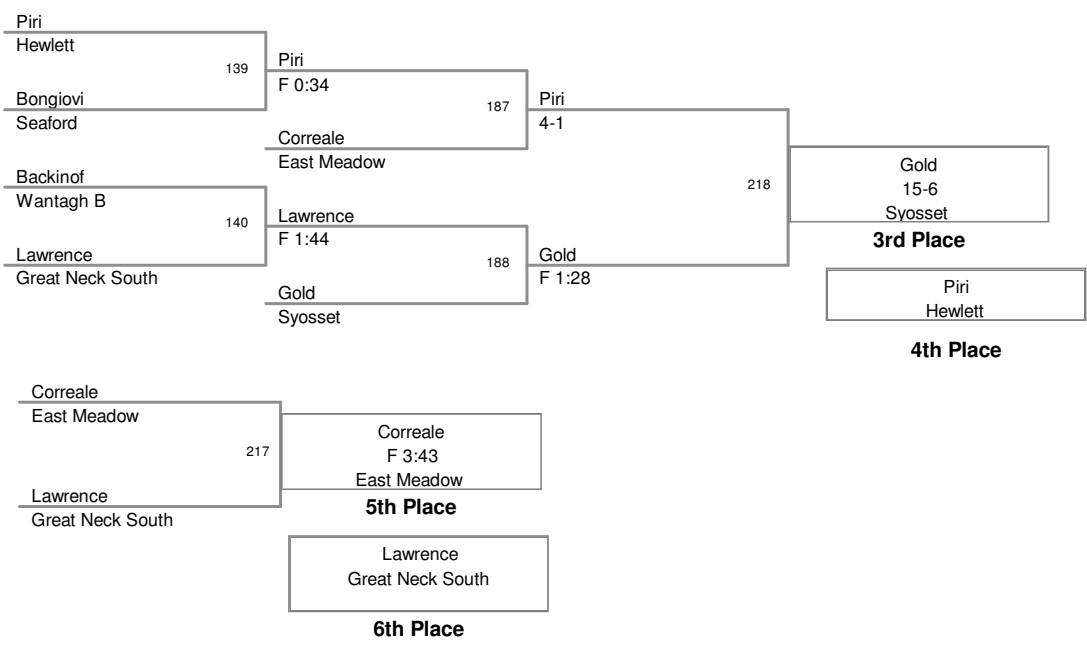 Piri
Hewlett
139
Bongiovi
Seaford
Piri
F 0:34
187
Correale
East Meadow
Backinof
Wantagh B
140
Lawrence
Great Neck South
Lawrence
F 1:44
188
Gold
Syosset
Piri
4-1
218
Gold
F 1:28
Gold
15-6
Syosset
3rd Place
Piri
Hewlett
4th Place
Correale
East Meadow
217
Lawrence
Great Neck South
Correale
F 3:43
East Meadow
5th Place
Lawrence
Great Neck South
6th Place